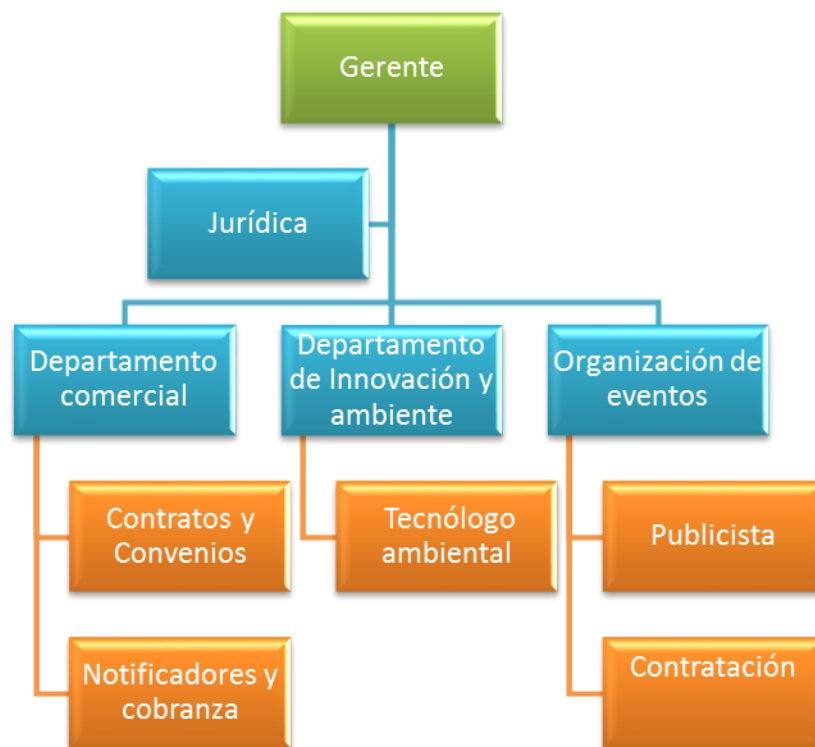 Gerente
Jurídica
Departamento
comercial
Departamento
de Innovación y
ambiente
Organización de
eventos
Contratos y
Convenios
Tecnólogo
ambiental
Publicista
Notificadores y
cobranza
Contratación